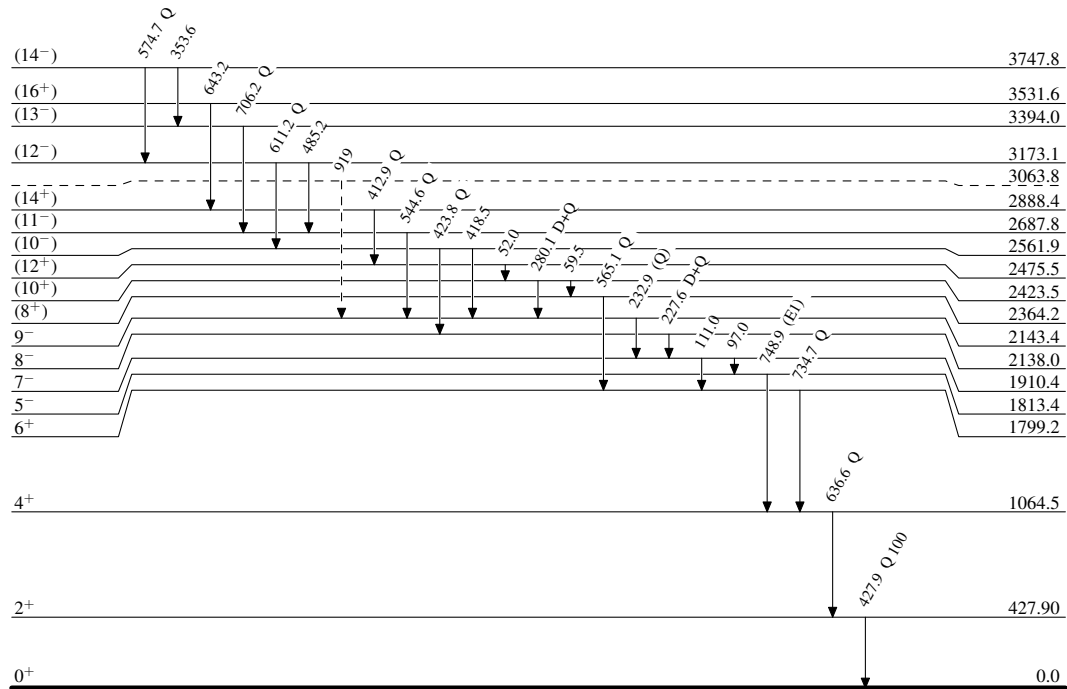 574.7 Q
353.6
643.2
706.2 Q
611.2 Q
485.2
919
412.9 Q
544.6 Q
423.8 Q
418.5
52.0
280.1 D+Q
59.5
565.1 Q
232.9 (Q)
227.6 D+Q
111.0
97.0
748.9 (E1)
734.7 Q
636.6 Q
427.9 Q 100
(14⁻) 3747.8
(16⁺) 3531.6
(13⁻) 3394.0
(12⁻) 3173.1
3063.8
(14⁺) 2888.4
(11⁻) 2687.8
(10⁻) 2561.9
(12⁺) 2475.5
(10⁺) 2423.5
(8⁺) 2364.2
9⁻ 2143.4
8⁻ 2138.0
7⁻ 1910.4
5⁻ 1813.4
6⁺ 1799.2
4⁺ 1064.5
2⁺ 427.90
0⁺ 0.0